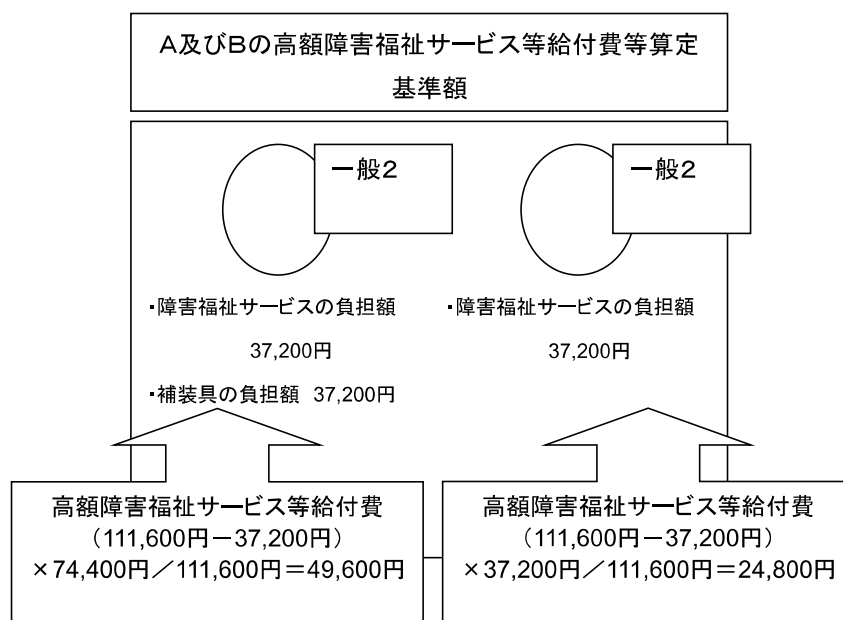 A及びBの高額障害福祉サービス等給付費等算定
基準額
一般2
・障害福祉サービスの負担額
37,200円
・補装具の負担額 37,200円
一般2
・障害福祉サービスの負担額
37,200円
高額障害福祉サービス等給付費
（111,600円－37,200円）
×74,400円／111,600円＝49,600円
高額障害福祉サービス等給付費
（111,600円－37,200円）
×37,200円／111,600円＝24,800円